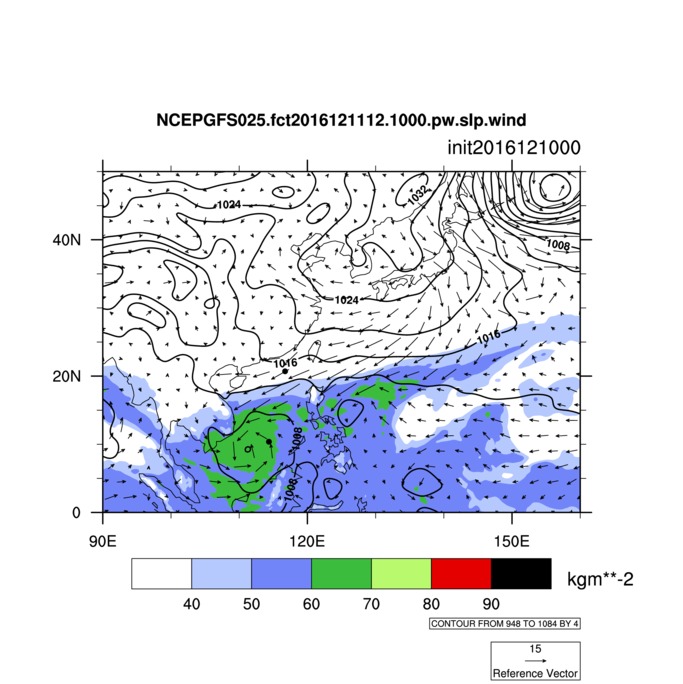 NCEPGFS025.fct2016121112.1000.pw.slp.wind
init2016121000
1032
1024
40N
1008
1024
1016
1016
20N
1008
1008
0
90E 120E 150E
kgm**-2
40 50 60 70 80 90
CONTOUR FROM 948 TO 1084 BY 4
15
Reference Vector